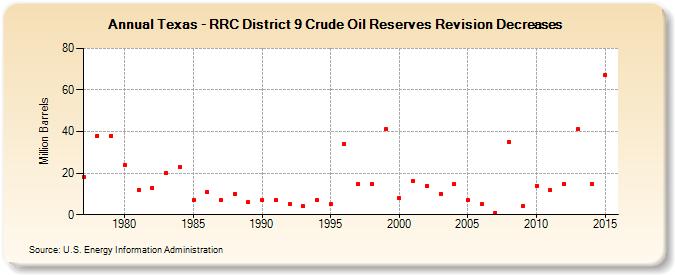 Annual Texas - RRC District 9 Crude Oil Reserves Revision Decreases
Million Barrels
80
60
40
20
0
1980 1985 1990 1995 2000 2005 2010 2015
Source: U.S. Energy Information Administration